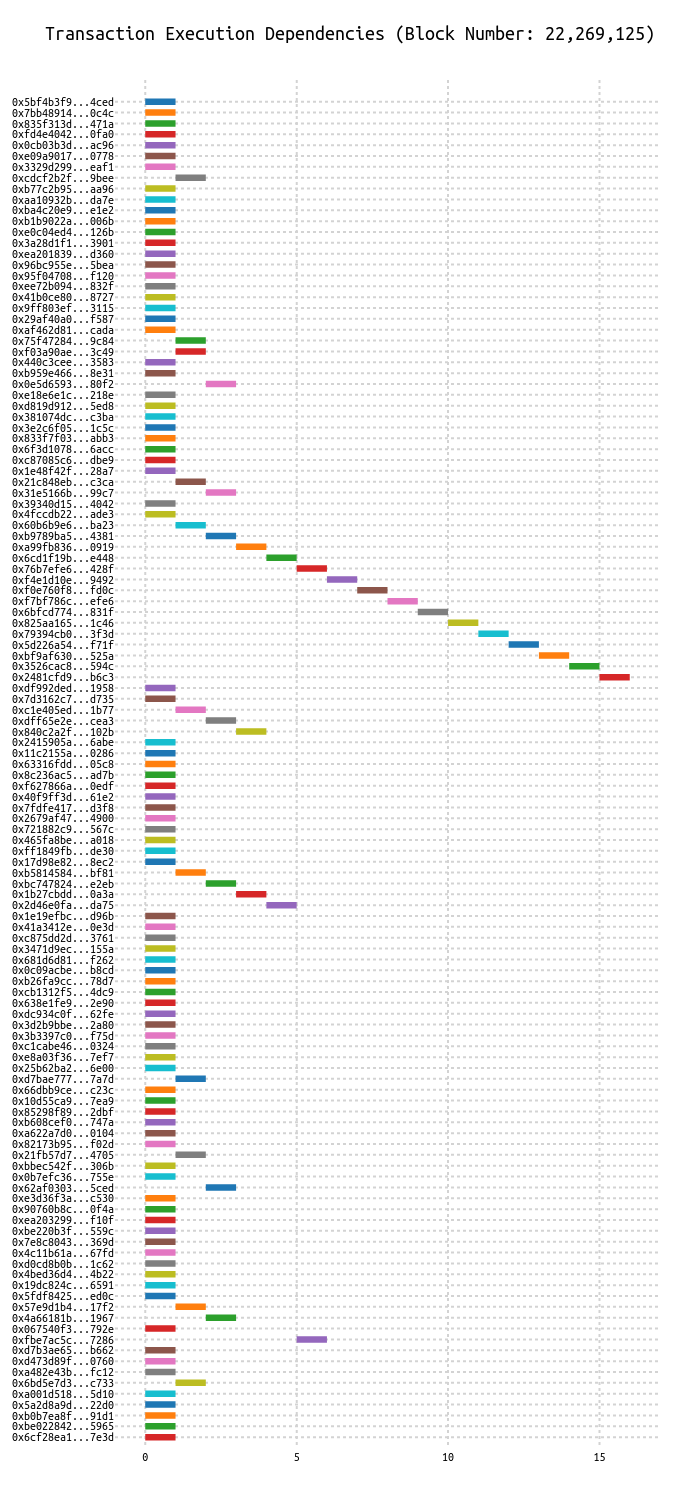 Transaction Execution Dependencies (Block Number: 22,269,125)
0x5bf4b3f9...4ced
0x7bb48914...0c4c
0x835f313d...471a
0xfd4e4042...0fa0
0x0cb03b3d...ac96
0xe09a9017...0778
0x3329d299...eaf1
0xcdcf2b2f...9bee
0xb77c2b95...aa96
0xaa10932b...da7e
0xba4c20e9...e1e2
0xb1b9022a...006b
0xe0c04ed4...126b
0x3a28d1f1...3901
0xea201839...d360
0x96bc955e...5bea
0x95f04708...f120
0xee72b094...832f
0x41b0ce80...8727
0x9ff803ef...3115
0x29af40a0...f587
0xaf462d81...cada
0x75f47284...9c84
0xf03a90ae...3c49
0x440c3cee...3583
0xb959e466...8e31
0x0e5d6593...80f2
0xe18e6e1c...218e
0xd819d912...5ed8
0x381074dc...c3ba
0x3e2c6f05...1c5c
0x833f7f03...abb3
0x6f3d1078...6acc
0xc87085c6...dbe9
0x1e48f42f...28a7
0x21c848eb...c3ca
0x31e5166b...99c7
0x39340d15...4042
0x4fccdb22...ade3
0x60b6b9e6...ba23
0xb9789ba5...4381
0xa99fb836...0919
0x6cd1f19b...e448
0x76b7efe6...428f
0xf4e1d10e...9492
0xf0e760f8...fd0c
0xf7bf786c...efe6
0x6bfcd774...831f
0x825aa165...1c46
0x79394cb0...3f3d
0x5d226a54...f71f
0xbf9af630...525a
0x3526cac8...594c
0x2481cfd9...b6c3
0xdf992ded...1958
0x7d3162c7...d735
0xc1e405ed...1b77
0xdff65e2e...cea3
0x840c2a2f...102b
0x2415905a...6abe
0x11c2155a...0286
0x63316fdd...05c8
0x8c236ac5...ad7b
0xf627866a...0edf
0x40f9ff3d...61e2
0x7fdfe417...d3f8
0x2679af47...4900
0x721882c9...567c
0x465fa8be...a018
0xff1849fb...de30
0x17d98e82...8ec2
0xb5814584...bf81
0xbc747824...e2eb
0x1b27cbdd...0a3a
0x2d46e0fa...da75
0x1e19efbc...d96b
0x41a3412e...0e3d
0xc875dd2d...3761
0x3471d9ec...155a
0x681d6d81...f262
0x0c09acbe...b8cd
0xb26fa9cc...78d7
0xcb1312f5...4dc9
0x638e1fe9...2e90
0xdc934c0f...62fe
0x3d2b9bbe...2a80
0x3b3397c0...f75d
0xc1cabe46...0324
0xe8a03f36...7ef7
0x25b62ba2...6e00
0xd7bae777...7a7d
0x66dbb9ce...c23c
0x10d55ca9...7ea9
0x85298f89...2dbf
0xb608cef0...747a
0xa622a7d0...0104
0x82173b95...f02d
0x21fb57d7...4705
0xbbec542f...306b
0x0b7efc36...755e
0x62af0303...5ced
0xe3d36f3a...c530
0x90760b8c...0f4a
0xea203299...f10f
0xbe220b3f...559c
0x7e8c8043...369d
0x4c11b61a...67fd
0xd0cd8b0b...1c62
0x4bed36d4...4b22
0x19dc824c...6591
0x5fdf8425...ed0c
0x57e9d1b4...17f2
0x4a66181b...1967
0x067540f3...792e
0xfbe7ac5c...7286
0xd7b3ae65...b662
0xd473d89f...0760
0xa482e43b...fc12
0x6bd5e7d3...c733
0xa001d518...5d10
0x5a2d8a9d...22d0
0xb0b7ea8f...91d1
0xbe022842...5965
0x6cf28ea1...7e3d
0 5 10 15